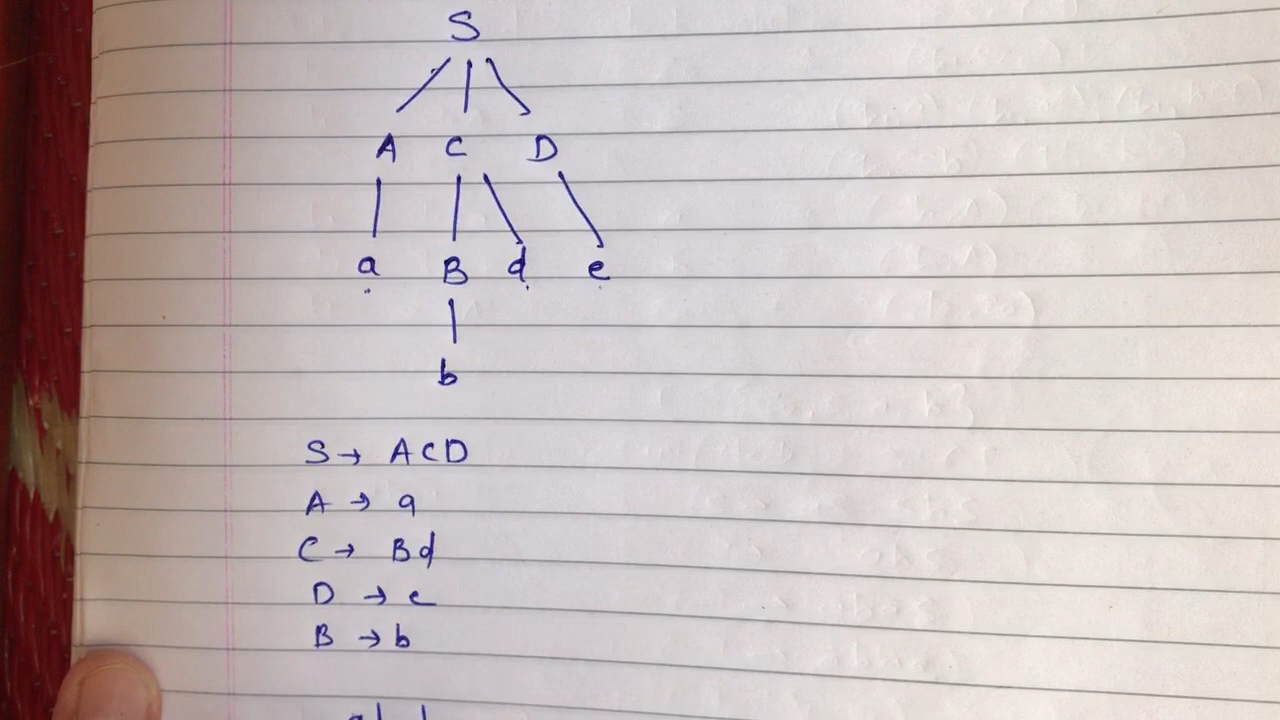 S
A C D
a B d e
b
S → A C D
A → a
C → B d
D → e
B → b